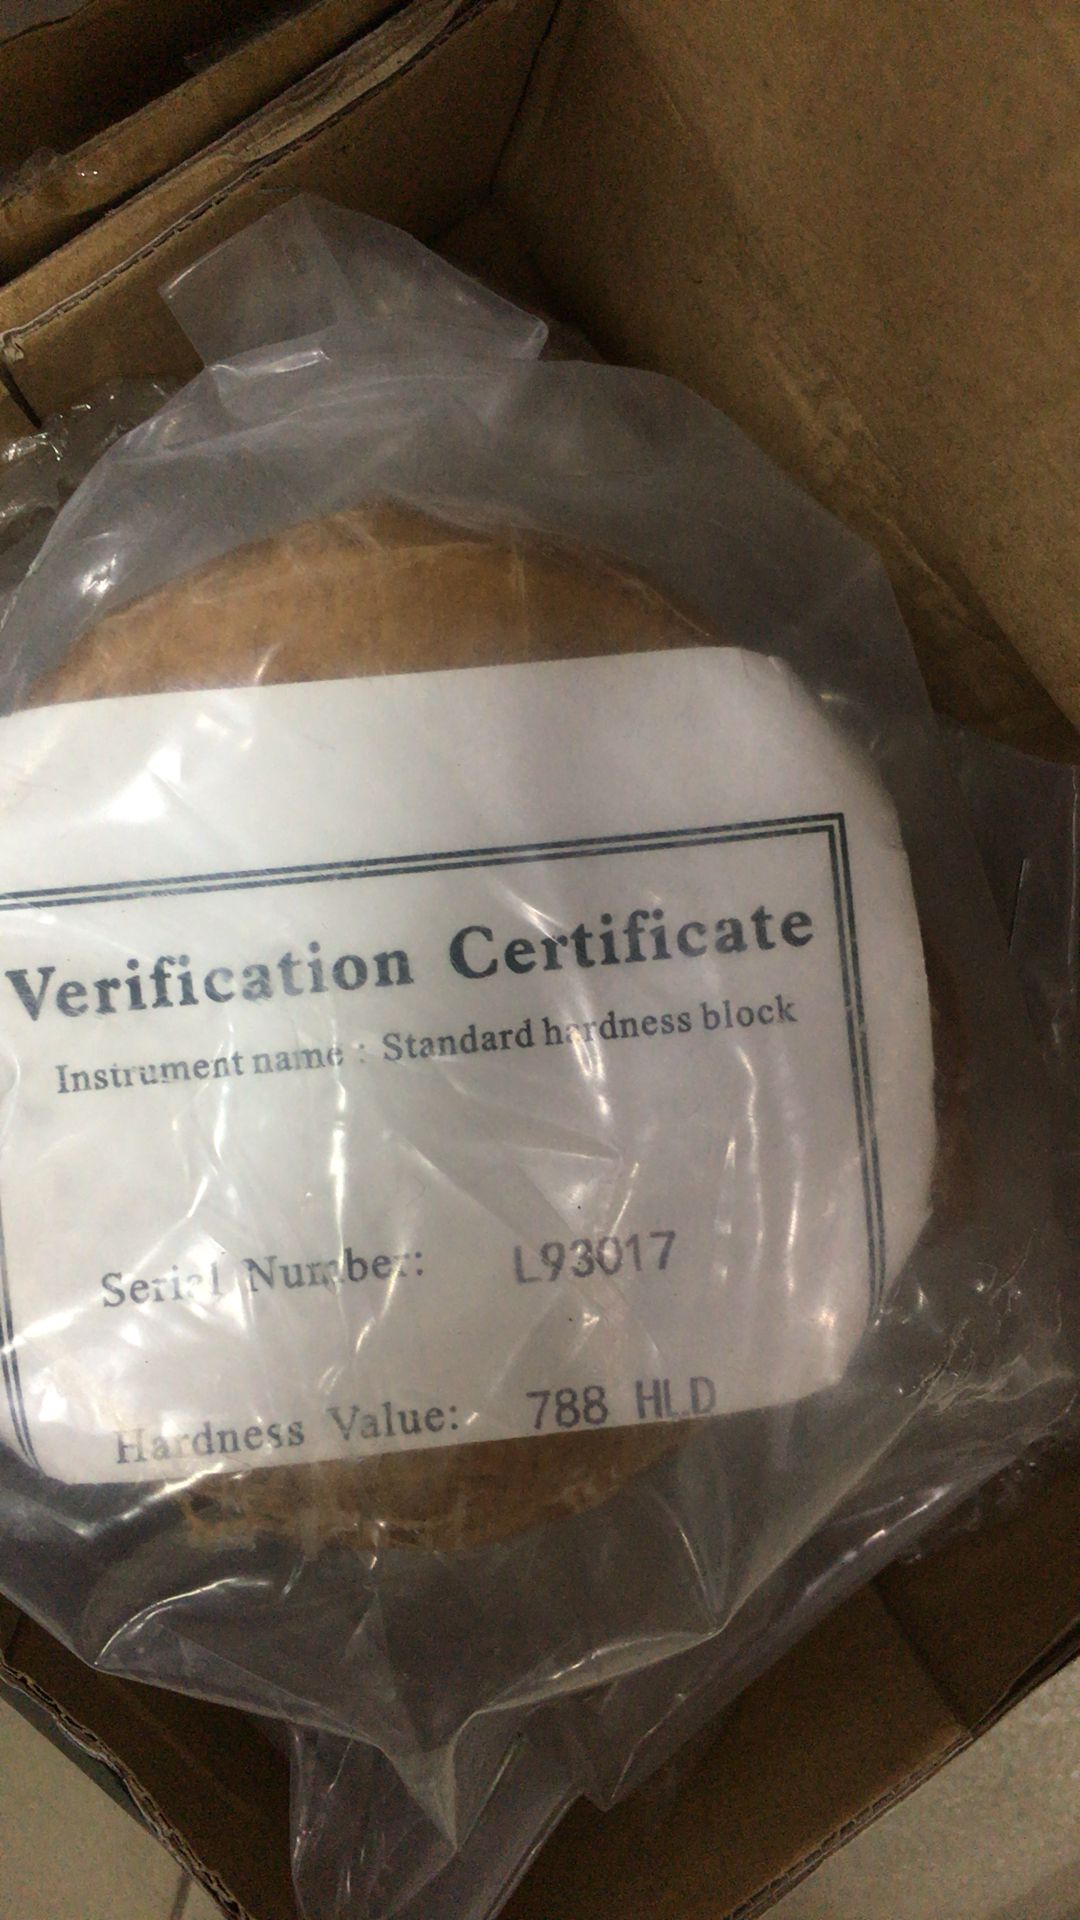 Verification Certificate
Instrument name : Standard hardness block
Serial Number: L93017
Hardness Value: 788 HLD